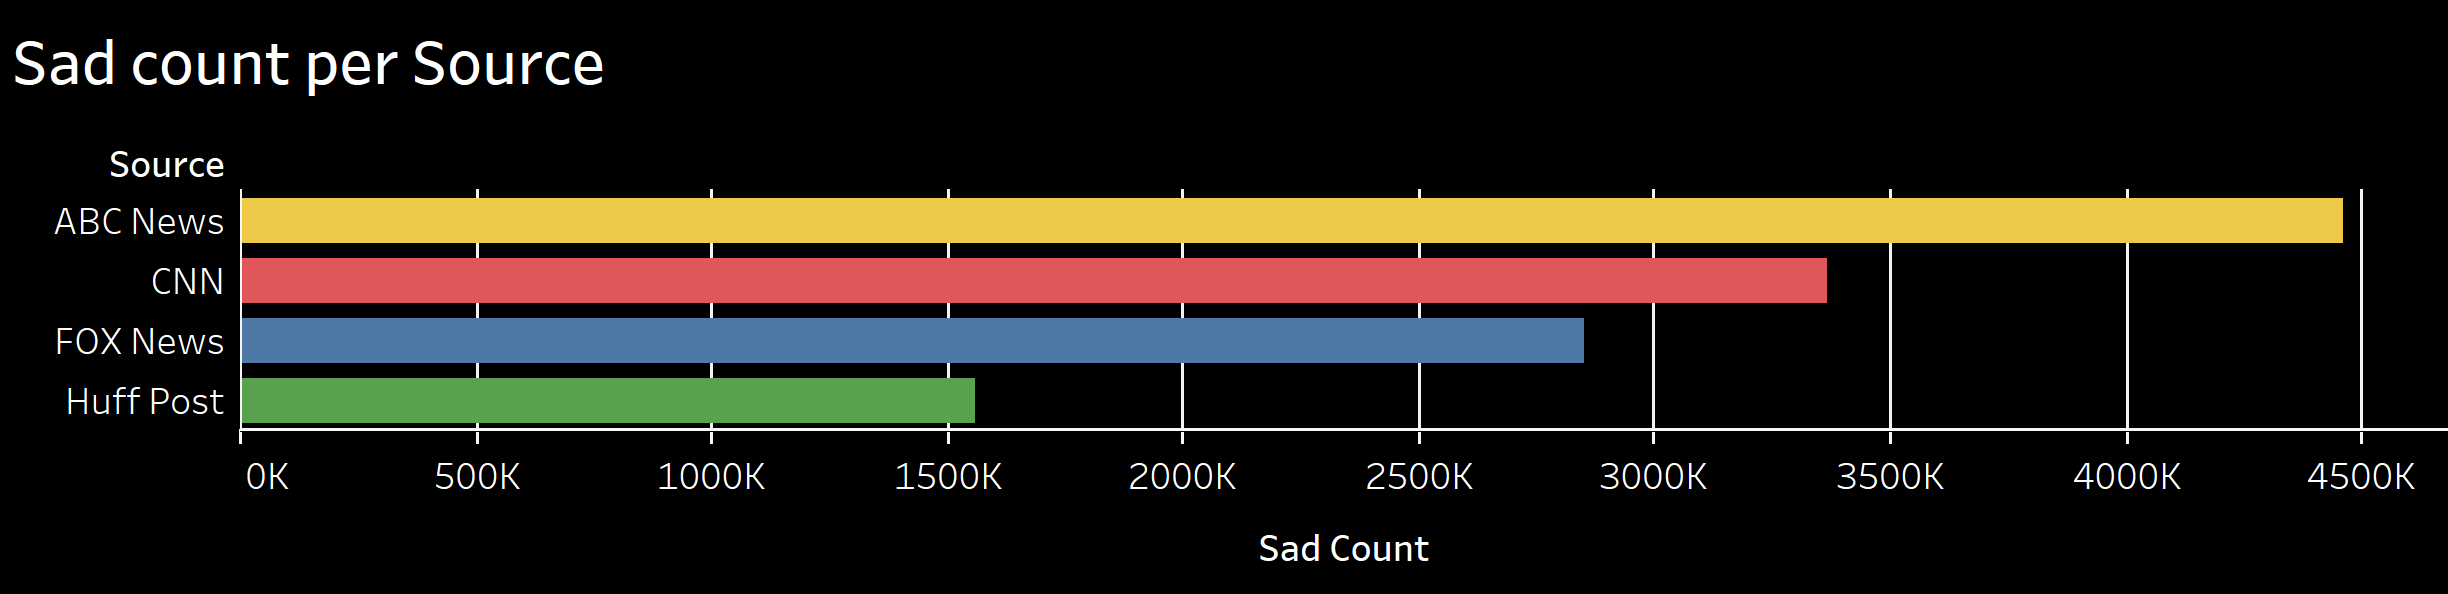 Sad count per Source
Source
ABC News
CNN
FOX News
Huff Post
0K 500K 1000K 1500K 2000K 2500K 3000K 3500K 4000K 4500K
Sad Count